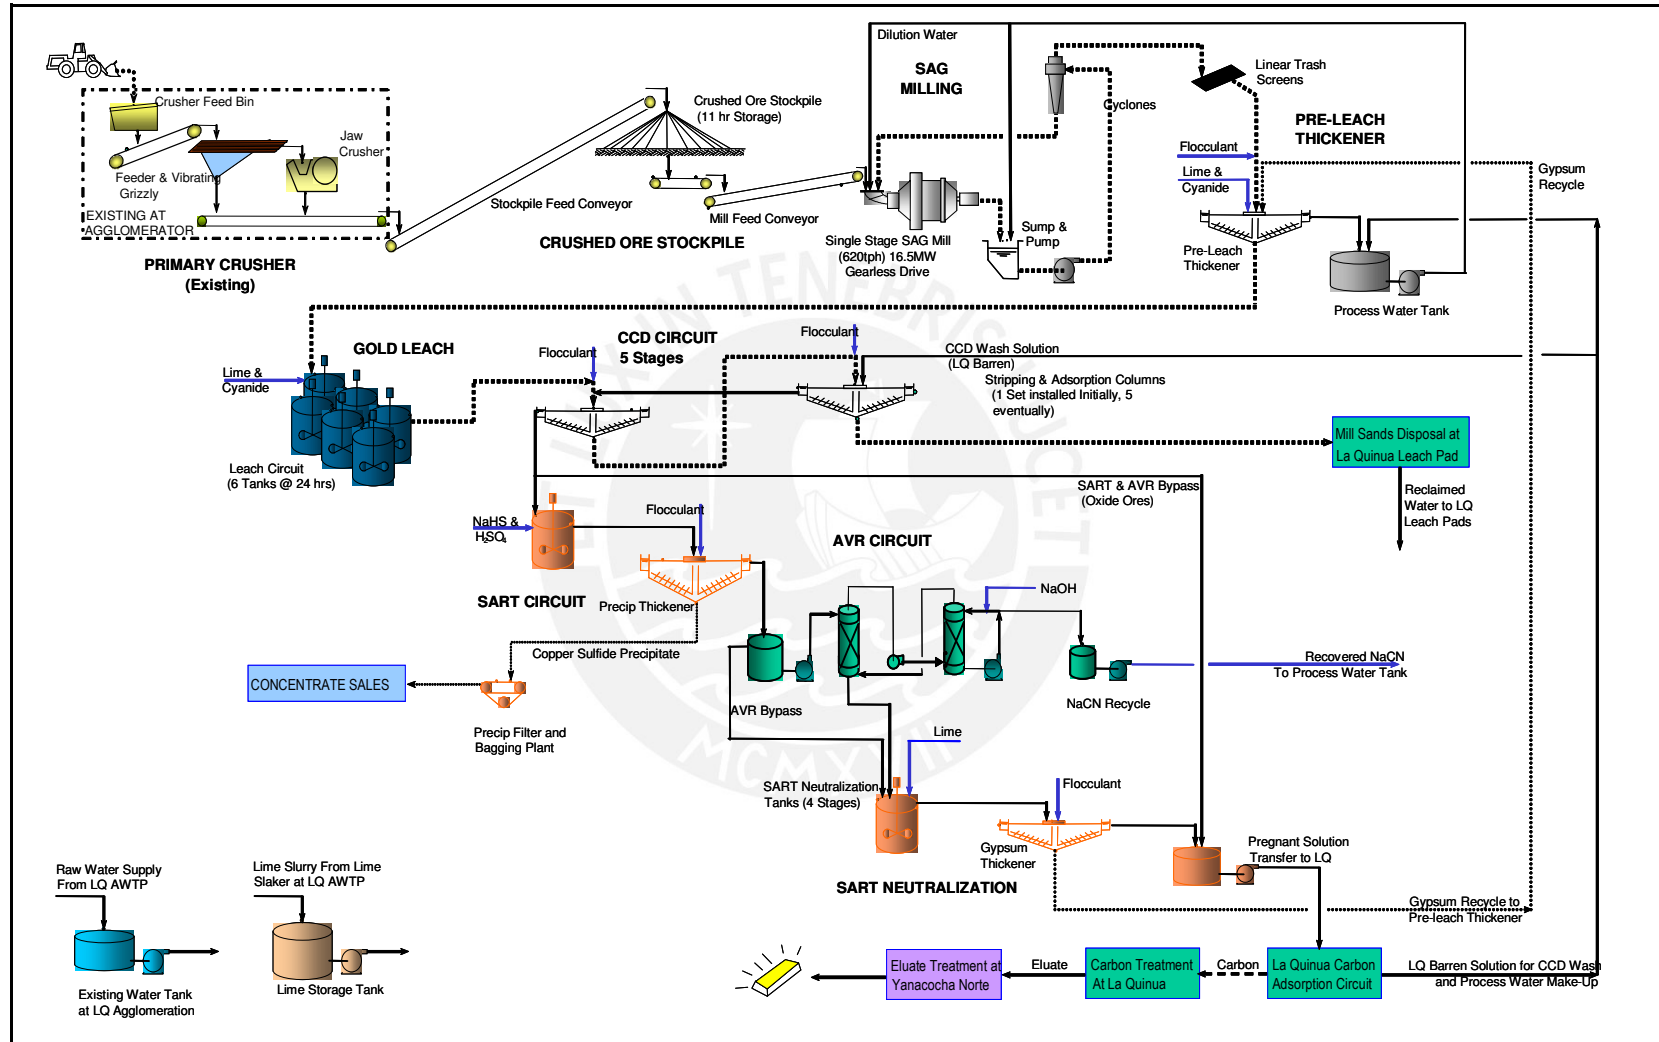 Dilution Water
SAG
MILLING
Linear Trash
Screens
Cyclones
PRE-LEACH
THICKENER
Crusher Feed Bin
Jaw
Crusher
Feeder & Vibrating
Grizzly
EXISTING AT
AGGLOMERATOR
PRIMARY CRUSHER
(Existing)
Crushed Ore Stockpile
(11 hr Storage)
Stockpile Feed Conveyor
Mill Feed Conveyor
CRUSHED ORE STOCKPILE
Single Stage SAG Mill
(620tph) 16.5MW
Gearless Drive
Sump &
Pump
Flocculant
Lime &
Cyanide
Gypsum
Recycle
Pre-Leach
Thickener
Process Water Tank
GOLD LEACH
Lime &
Cyanide
Leach Circuit
(6 Tanks @ 24 hrs)
CCD CIRCUIT
5 Stages
Flocculant
Flocculant
CCD Wash Solution
(LQ Barren)
Stripping & Adsorption Columns
(1 Set installed Initially, 5
eventually)
Mill Sands Disposal at
La Quinua Leach Pad
Reclaimed
Water to LQ
Leach Pads
SART & AVR Bypass
(Oxide Ores)
NaHS &
H2SO4
Flocculant
AVR CIRCUIT
SART CIRCUIT
Precip Thickener
NaOH
Copper Sulfide Precipitate
CONCENTRATE SALES
Precip Filter and
Bagging Plant
AVR Bypass
NaCN Recycle
Recovered NaCN
To Process Water Tank
Lime
SART Neutralization
Tanks (4 Stages)
Flocculant
Gypsum
Thickener
SART NEUTRALIZATION
Pregnant Solution
Transfer to LQ
Gypsum Recycle to
Pre-leach Thickener
Raw Water Supply
From LQ AWTP
Lime Slurry From Lime
Slaker at LQ AWTP
Existing Water Tank
at LQ Agglomeration
Lime Storage Tank
Eluate Treatment at
Yanacocha Norte
Eluate
Carbon Treatment
At La Quinua
Carbon
La Quinua Carbon
Adsorption Circuit
LQ Barren Solution for CCD Wash
and Process Water Make-Up
ET LUX IN TENEBRIS LUCET
MCMXVII